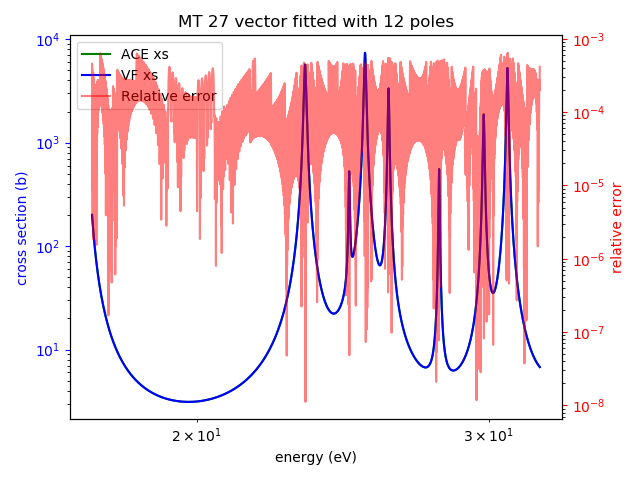 MT 27 vector fitted with 12 poles
ACE xs
VF xs
Relative error
cross section (b)
10^4
10^3
10^2
10^1
relative error
10^-3
10^-4
10^-5
10^-6
10^-7
10^-8
2 × 10^1
3 × 10^1
energy (eV)